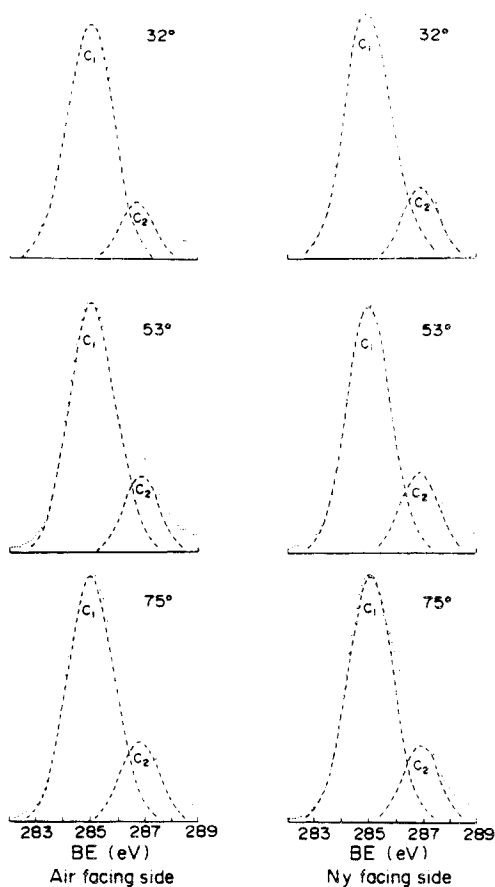 32° 32°
C₁ C₁
C₂ C₂
53° 53°
C₁ C₁
C₂ C₂
75° 75°
C₁ C₁
C₂ C₂
283 285 287 289 283 285 287 289
BE (eV) BE (eV)
Air facing side Ny facing side